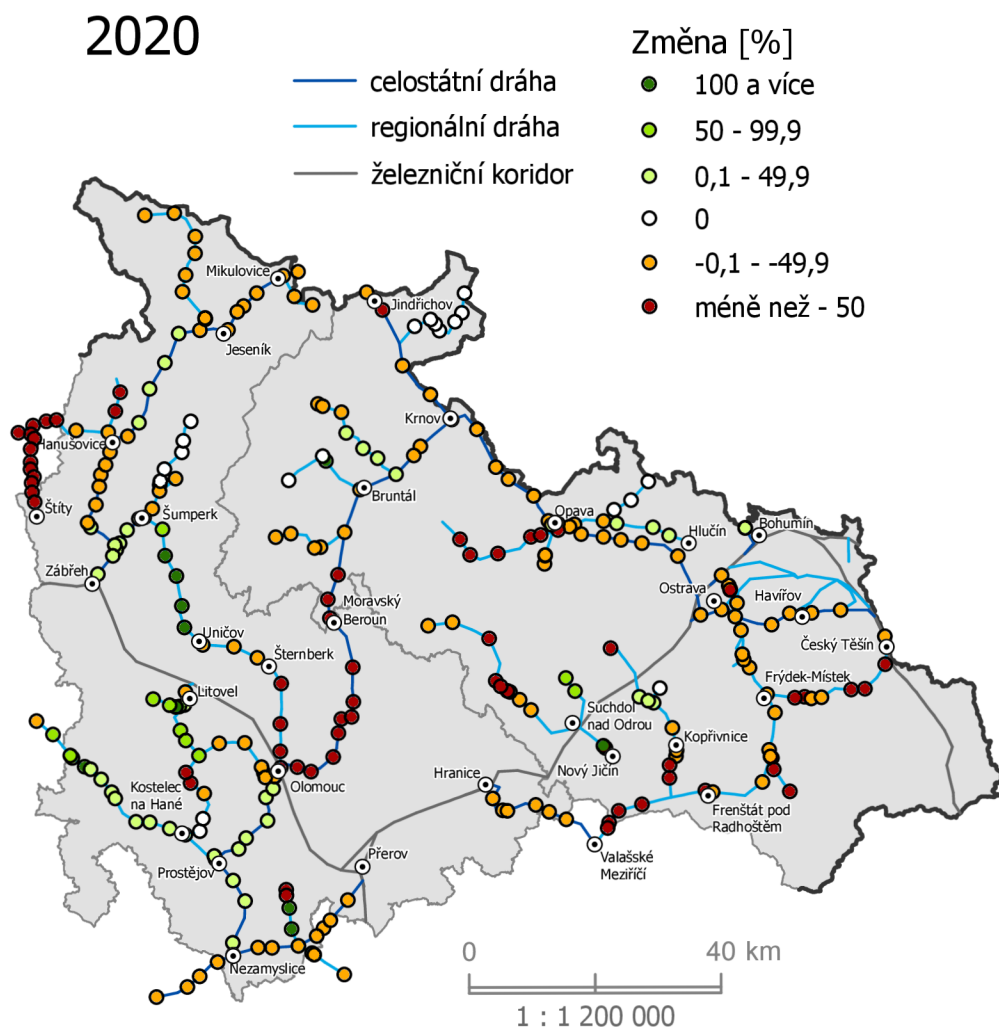 2020
Změna [%]
celostátní dráha
regionální dráha
železniční koridor
100 a více
50 - 99,9
0,1 - 49,9
0
-0,1 - -49,9
méně než - 50
Mikulovice
Jindřichov
Jeseník
Krnov
Hanušovice
Bruntál
Štíty
Šumperk
Opava
Hlučín
Bohumín
Zábřeh
Ostrava
Havířov
Moravský
Beroun
Uničov
Český Těšín
Šternberk
Frýdek-Místek
Litovel
Suchdol
nad Odrou
Kopřivnice
Nový Jičín
Olomouc
Hranice
Kostelec
na Hané
Frenštát pod
Radhoštěm
Přerov
Valašské
Meziříčí
Prostějov
Nezamyslice
0
40 km
1 : 1 200 000